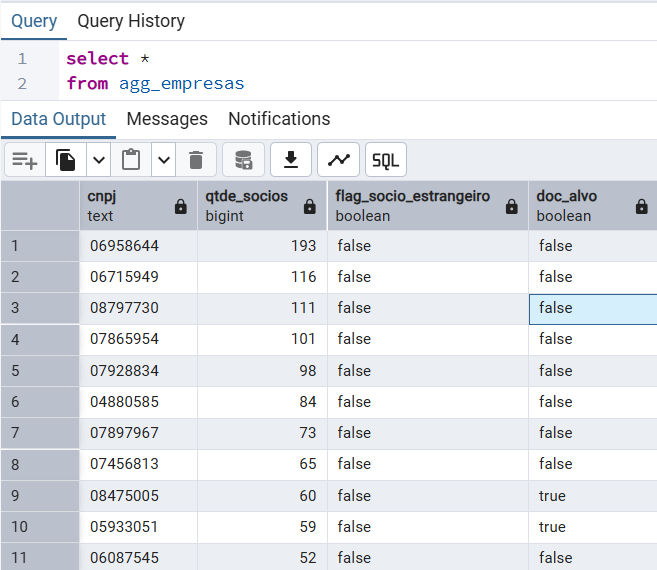 Query Query History
1 select *
2 from agg_empresas
Data Output Messages Notifications
SQL
cnpj qtde_socios flag_socio_estrangeiro doc_alvo
text bigint boolean boolean
1 06958644 193 false false
2 06715949 116 false false
3 08797730 111 false false
4 07865954 101 false false
5 07928834 98 false false
6 04880585 84 false false
7 07897967 73 false false
8 07456813 65 false false
9 08475005 60 false true
10 05933051 59 false true
11 06087545 52 false false